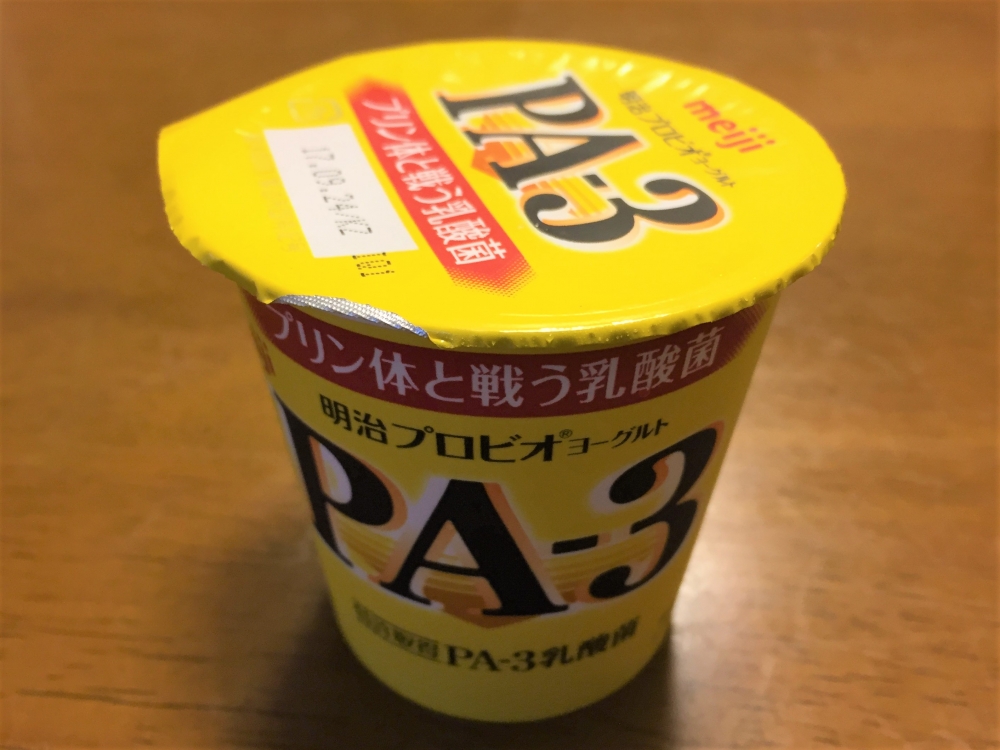 meiji
明治プロビオ®ヨーグルト
PA-3
プリン体と戦う乳酸菌
17.09.24/KZ
プリン体と戦う乳酸菌
明治プロビオ®ヨーグルト
PA-3
PA-3乳酸菌